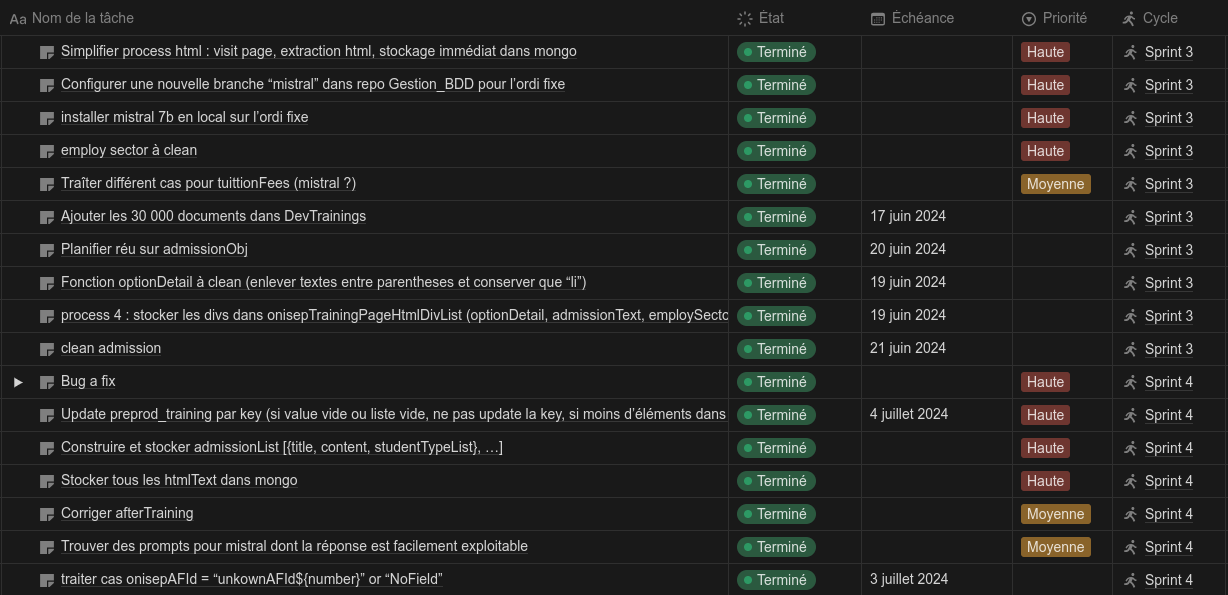 Aa Nom de la tâche État Échéance Priorité Cycle
Simplifier process html : visit page, extraction html, stockage immédiat dans mongo Terminé Haute Sprint 3
Configurer une nouvelle branche “mistral” dans repo Gestion_BDD pour l’ordi fixe Terminé Haute Sprint 3
installer mistral 7b en local sur l’ordi fixe Terminé Haute Sprint 3
employ sector à clean Terminé Haute Sprint 3
Traîter différent cas pour tuittionFees (mistral ?) Terminé Moyenne Sprint 3
Ajouter les 30 000 documents dans DevTrainings Terminé 17 juin 2024 Sprint 3
Planifier réu sur admissionObj Terminé 20 juin 2024 Sprint 3
Fonction optionDetail à clean (enlever textes entre parentheses et conserver que “li”) Terminé 19 juin 2024 Sprint 3
process 4 : stocker les divs dans onisepTrainingPageHtmlDivList (optionDetail, admissionText, employSecto Terminé 19 juin 2024 Sprint 3
clean admission Terminé 21 juin 2024 Sprint 3
Bug a fix Terminé Haute Sprint 4
Update preprod_training par key (si value vide ou liste vide, ne pas update la key, si moins d’éléments dans Terminé 4 juillet 2024 Haute Sprint 4
Construire et stocker admissionList [{title, content, studentTypeList}, …] Terminé Haute Sprint 4
Stocker tous les htmlText dans mongo Terminé Haute Sprint 4
Corriger afterTraining Terminé Moyenne Sprint 4
Trouver des prompts pour mistral dont la réponse est facilement exploitable Terminé Moyenne Sprint 4
traiter cas onisepAFId = “unkownAFId${number}” or “NoField” Terminé 3 juillet 2024 Sprint 4